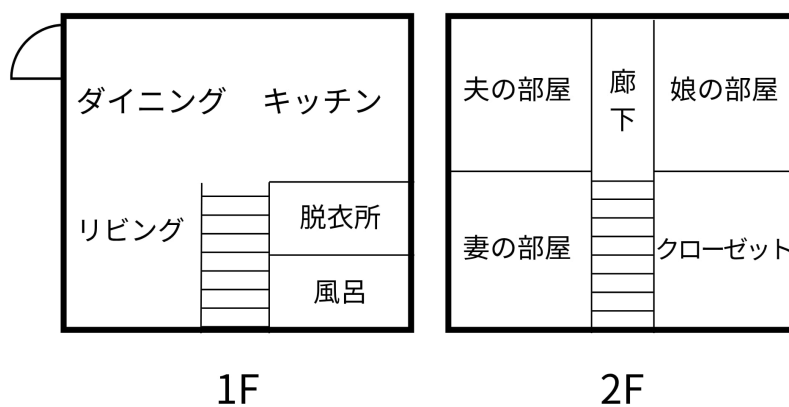 ダイニング キッチン
リビング
脱衣所
風呂
1F
夫の部屋
廊下
娘の部屋
妻の部屋
クローゼット
2F